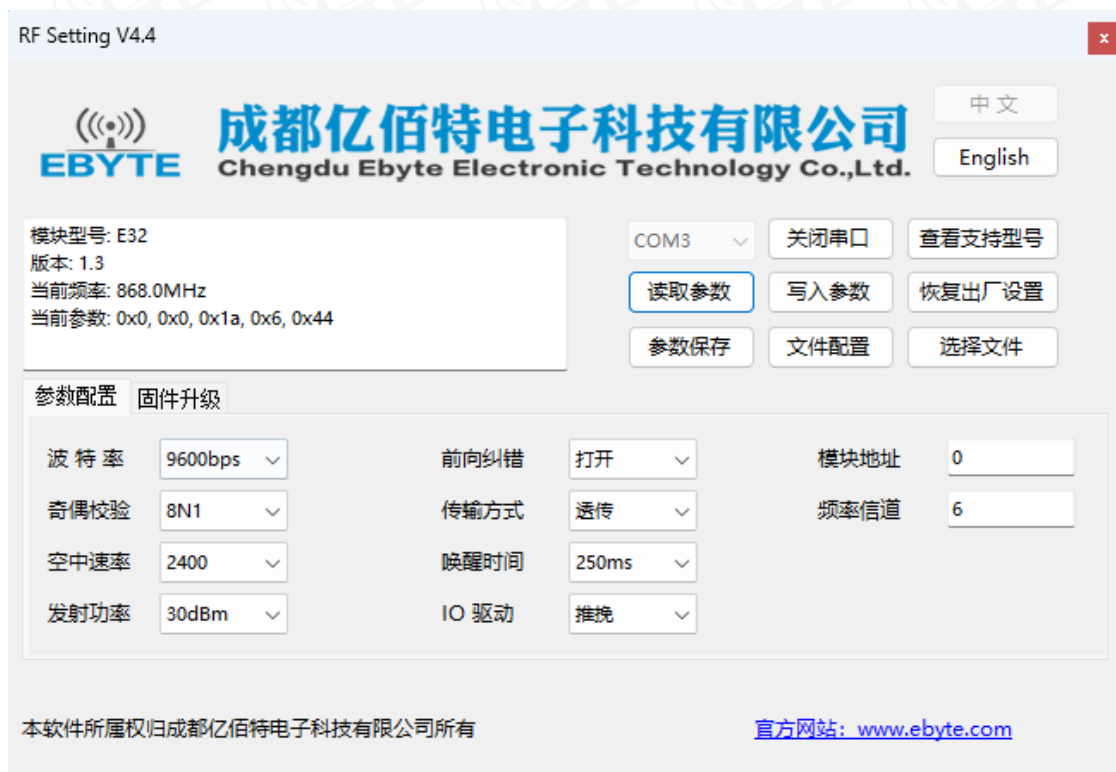 RF Setting V4.4
x
EBYTE
成都亿佰特电子科技有限公司
Chengdu Ebyte Electronic Technology Co.,Ltd.
中 文
English
模块型号: E32
版本: 1.3
当前频率: 868.0MHz
当前参数: 0x0, 0x0, 0x1a, 0x6, 0x44
COM3 关闭串口 查看支持型号
读取参数 写入参数 恢复出厂设置
参数保存 文件配置 选择文件
参数配置 固件升级
波 特 率 9600bps 前向纠错 打开 模块地址 0
奇偶校验 8N1 传输方式 透传 频率信道 6
空中速率 2400 唤醒时间 250ms
发射功率 30dBm IO 驱动 推挽
本软件所属权归成都亿佰特电子科技有限公司所有 官方网站：www.ebyte.com